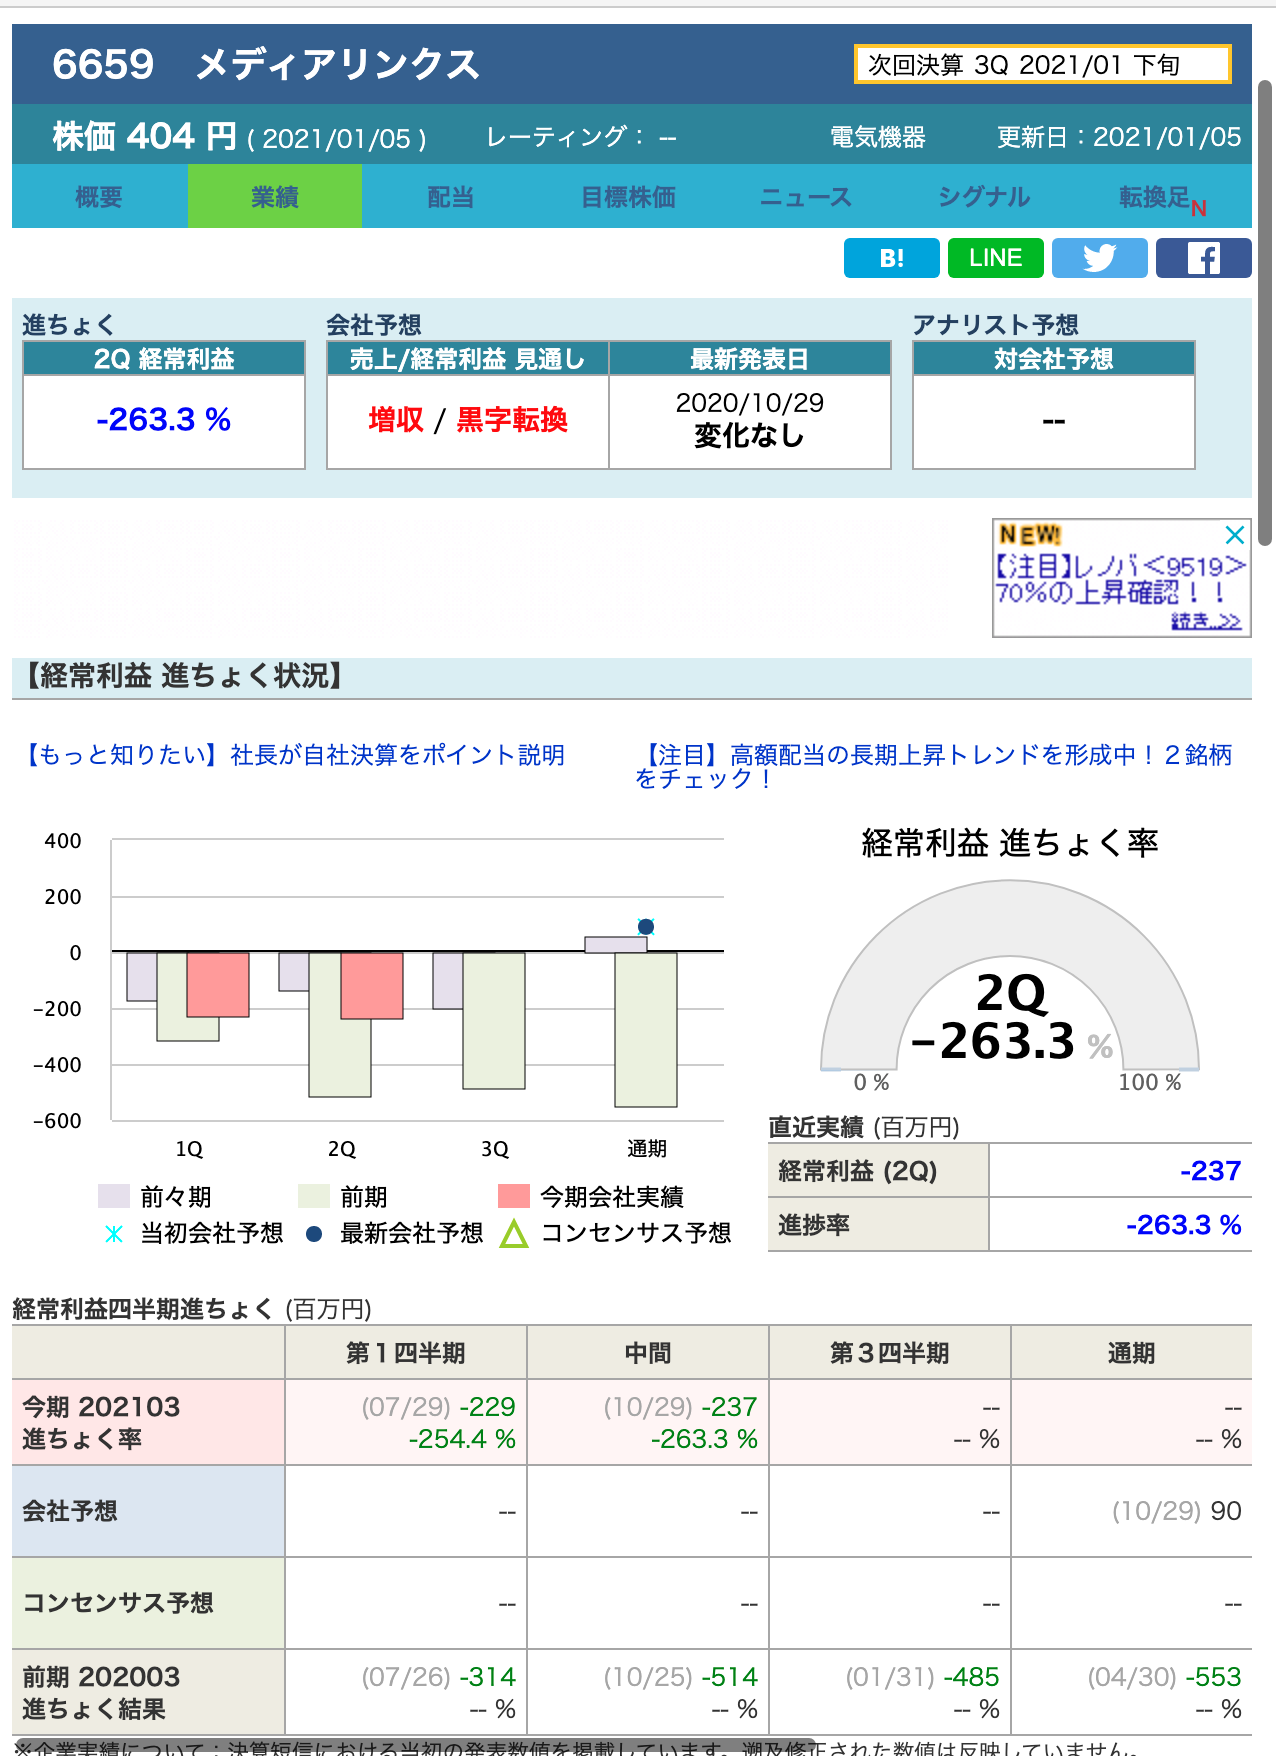 6659　メディアリンクス
次回決算 3Q 2021/01 下旬
株価 404 円 ( 2021/01/05 )　レーティング： --　電気機器　更新日：2021/01/05
概要　業績　配当　目標株価　ニュース　シグナル　転換足N
B!　LINE
進ちょく　会社予想　アナリスト予想
2Q 経常利益　売上/経常利益 見通し　最新発表日　対会社予想
-263.3 %　増収 / 黒字転換　2020/10/29　--
変化なし
NEW!
【注目】レノバ<9519>
70%の上昇確認！！
続き..>>
【経常利益 進ちょく状況】
【もっと知りたい】社長が自社決算をポイント説明
【注目】高額配当の長期上昇トレンドを形成中！２銘柄
をチェック！
400
200
0
-200
-400
-600
1Q　2Q　3Q　通期
前々期　前期　今期会社実績
当初会社予想　最新会社予想　コンセンサス予想
経常利益 進ちょく率
2Q
-263.3 %
0 %　100 %
直近実績 (百万円)
経常利益 (2Q)　-237
進捗率　-263.3 %
経常利益四半期進ちょく (百万円)
第１四半期　中間　第３四半期　通期
今期 202103　(07/29) -229　(10/29) -237　--　--
進ちょく率　-254.4 %　-263.3 %　-- %　-- %
会社予想　--　--　--　(10/29) 90
コンセンサス予想　--　--　--　--
前期 202003　(07/26) -314　(10/25) -514　(01/31) -485　(04/30) -553
進ちょく結果　-- %　-- %　-- %　-- %
※企業実績について：決算短信における当初の発表数値を掲載しています。遡及修正された数値は反映していません。